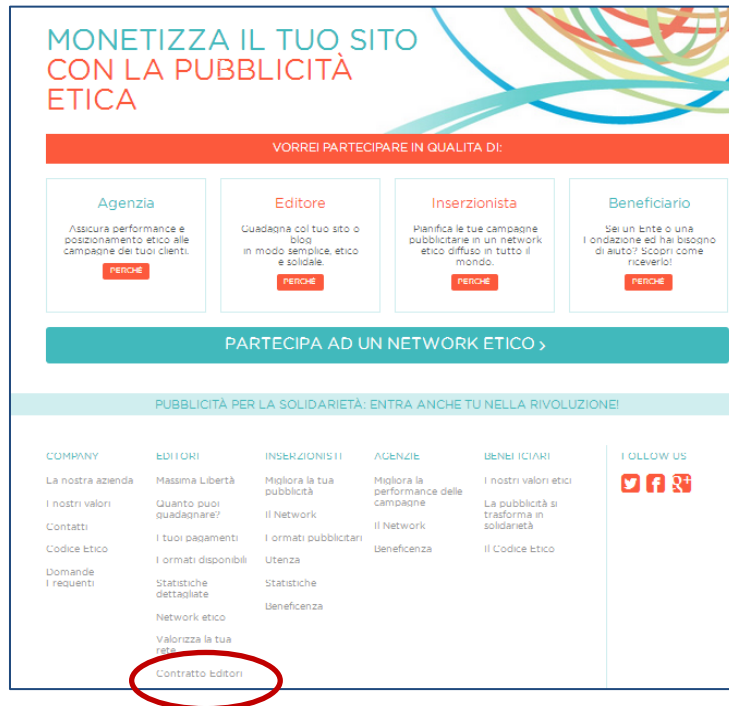 MONETIZZA IL TUO SITO
CON LA PUBBLICITÀ
ETICA
VORREI PARTECIPARE IN QUALITA DI:
Agenzia
Assicura performance e
posizionamento etico alle
campagne dei tuoi clienti.
PERCHÉ
Editore
Guadagna col tuo sito o
blog
in modo semplice, etico
e solidale.
PERCHÉ
Inserzionista
Pianifica le tue campagne
pubblicitarie in un network
etico diffuso in tutto il
mondo.
PERCHÉ
Beneficiario
Sei un Ente o una
Fondazione ed hai bisogno
di aiuto? Scopri come
riceverlo!
PERCHÉ
PARTECIPA AD UN NETWORK ETICO >
PUBBLICITÀ PER LA SOLIDARIETÀ: ENTRA ANCHE TU NELLA RIVOLUZIONE!
COMPANY
La nostra azienda
I nostri valori
Contatti
Codice Etico
Domande
Frequenti
EDITORI
Massima Libertà
Quanto puoi
guadagnare?
I tuoi pagamenti
Formati disponibili
Statistiche
dettagliate
Network etico
Valorizza la tua
rete
Contratto Editori
INSERZIONISTI
Migliora la tua
pubblicità
Il Network
Formati pubblicitari
Utenza
Statistiche
Beneficenza
AGENZIE
Migliora la
performance delle
campagne
Il Network
Beneficenza
BENEFICIARI
I nostri valori etici
La pubblicità si
trasforma in
solidarietà
Il Codice Etico
FOLLOW US